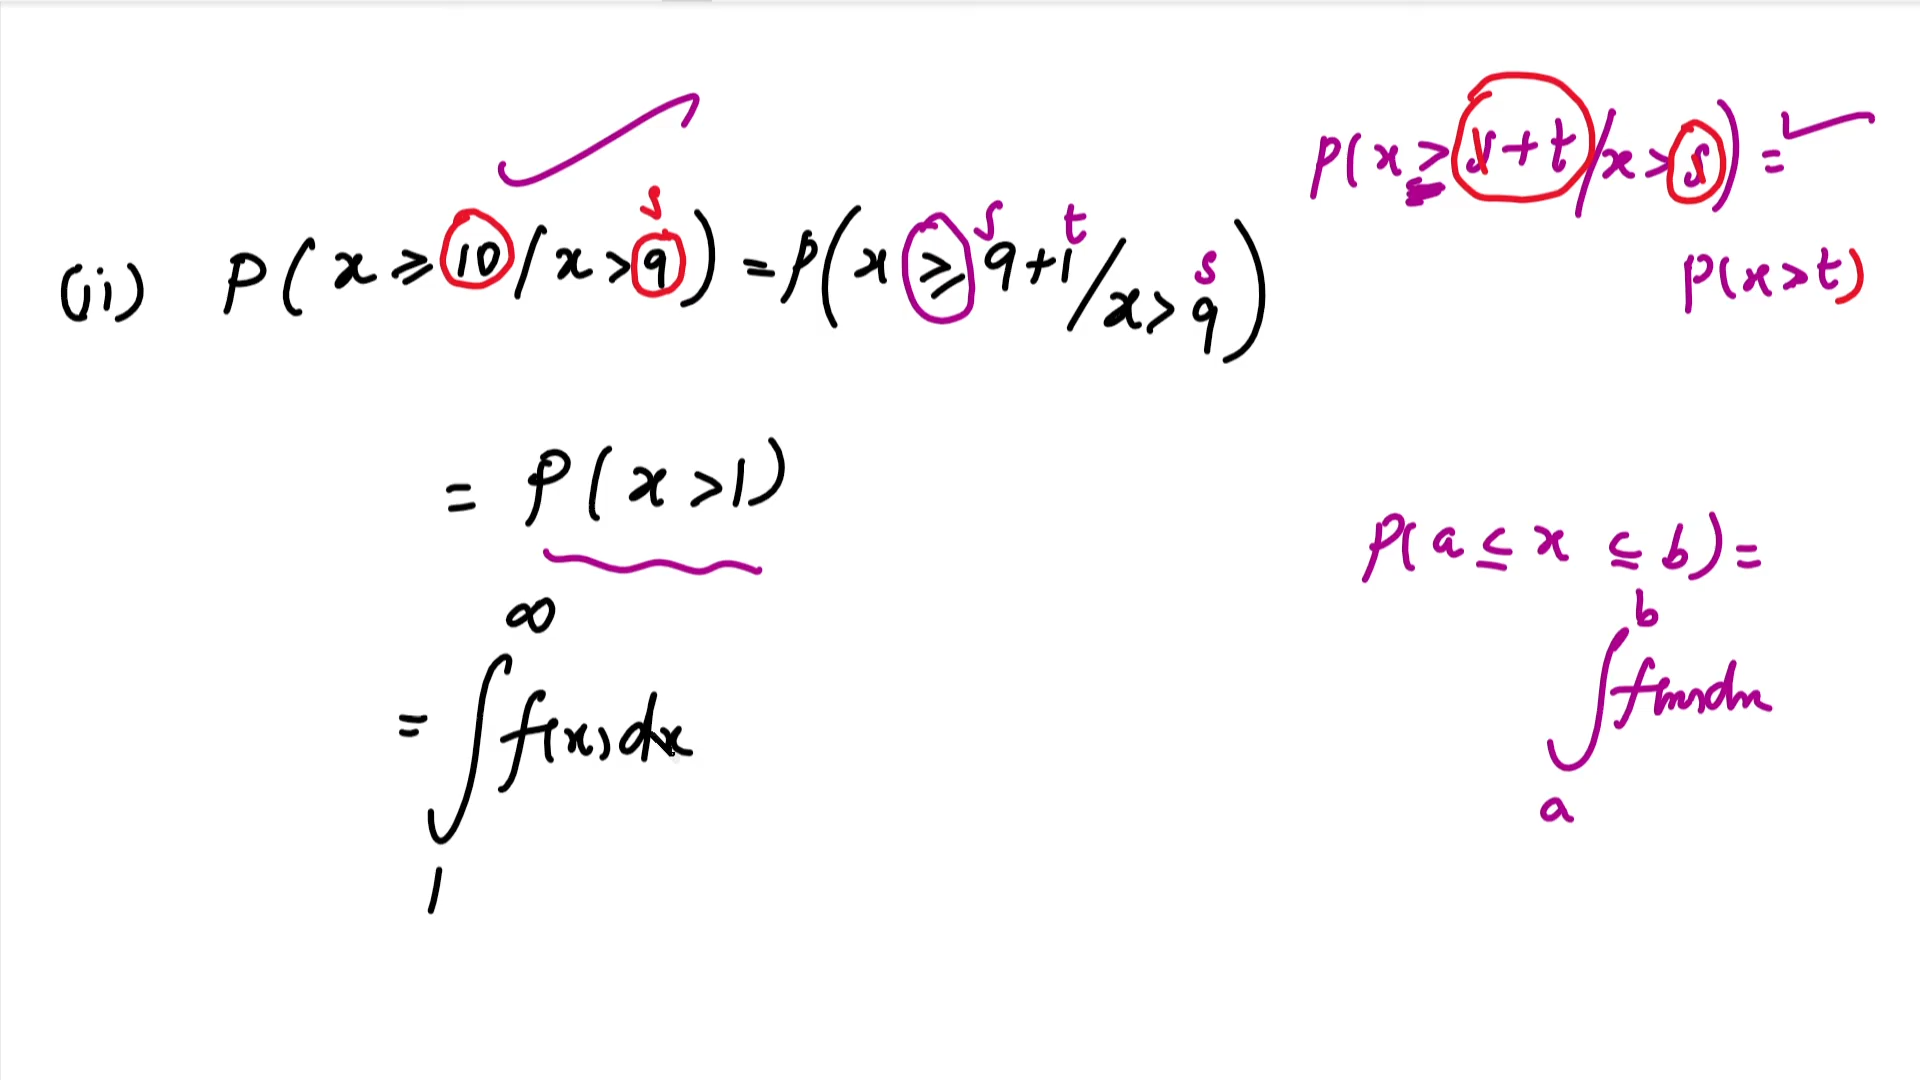 P(x ≥ s+t / x > s) =
P(x > t)
s
(ii) P(x ≥ 10 / x > 9) = P(x ≥ 9+1 / x > 9)
s t
s
= P(x > 1)
P(a ≤ x ≤ b) =
∞
b
= ∫ f(x) dx
∫ f(x) dx
a
1